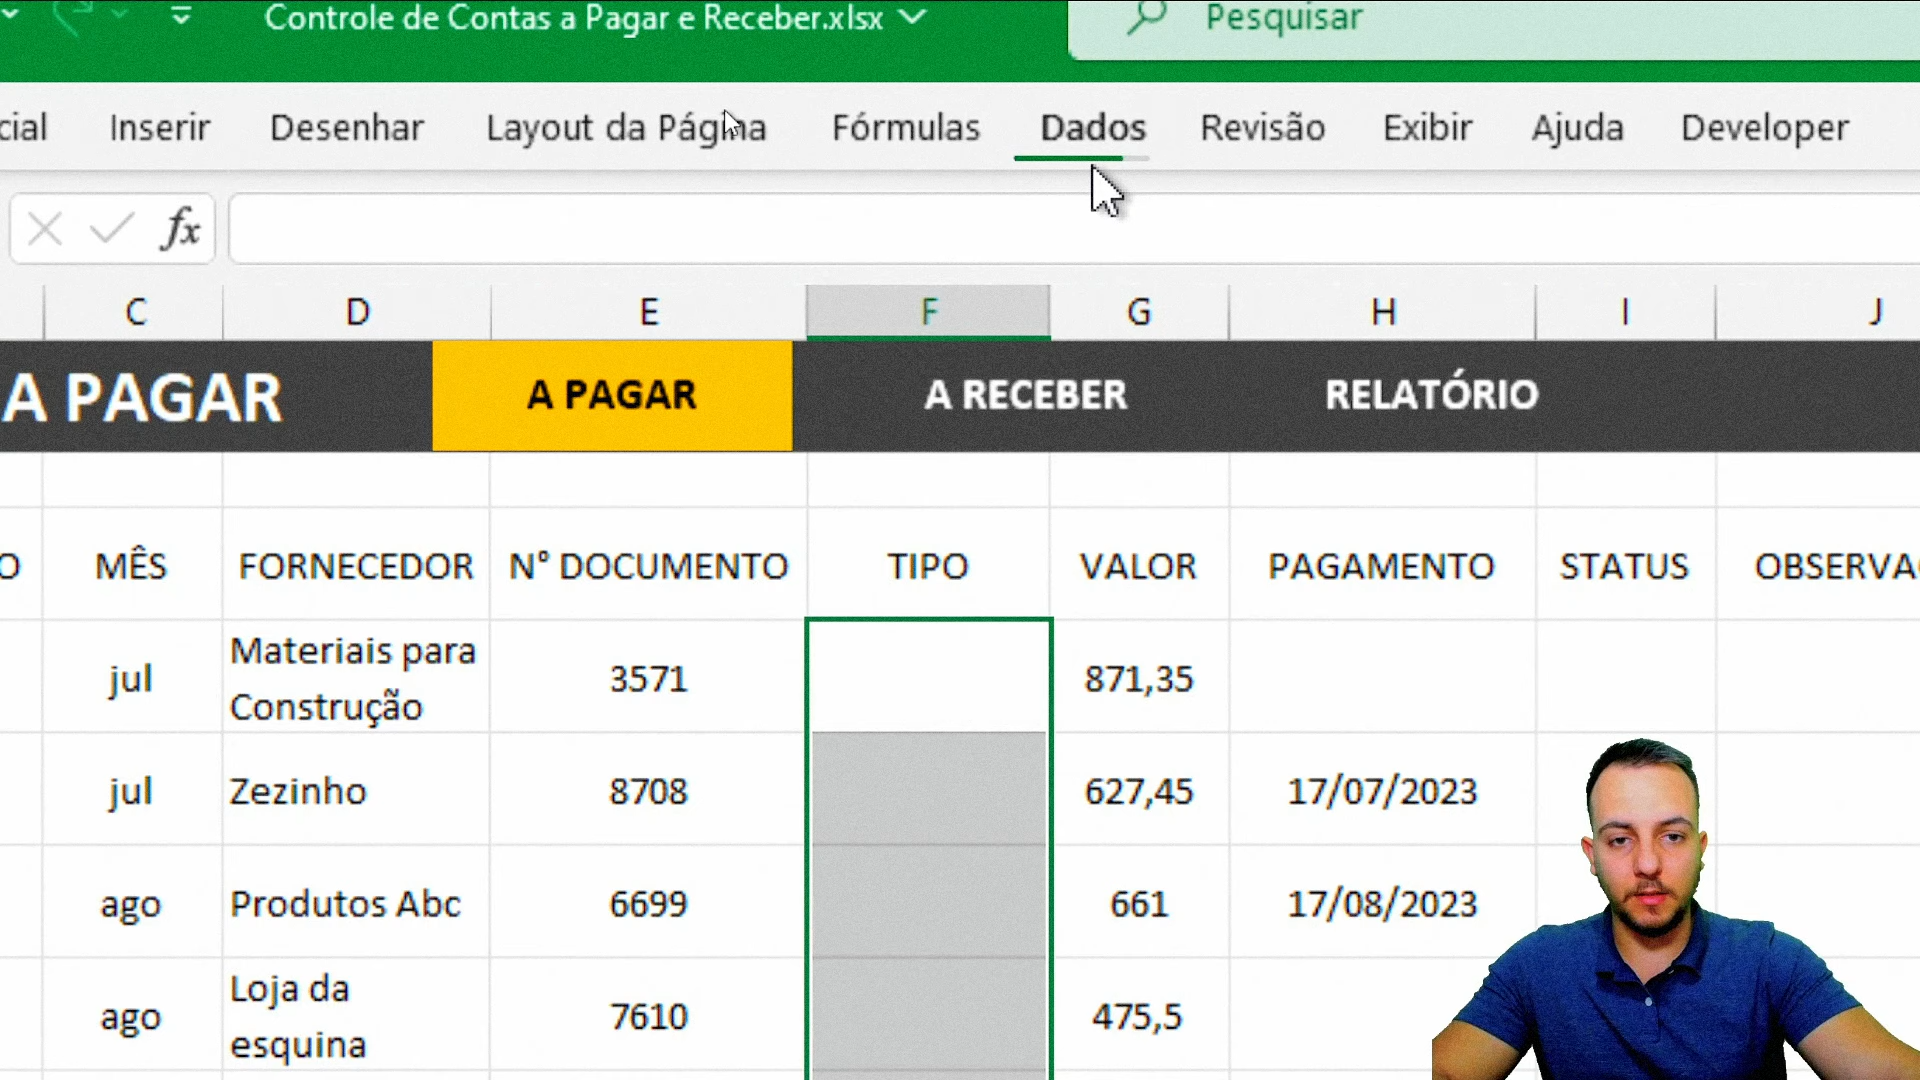 Controle de Contas a Pagar e Receber.xlsx Pesquisar
cial Inserir Desenhar Layout da Página Fórmulas Dados Revisão Exibir Ajuda Developer
fx
C D E F G H I J
A PAGAR A PAGAR A RECEBER RELATÓRIO
O MÊS FORNECEDOR N° DOCUMENTO TIPO VALOR PAGAMENTO STATUS OBSERVA
jul Materiais para Construção 3571 871,35
jul Zezinho 8708 627,45 17/07/2023
ago Produtos Abc 6699 661 17/08/2023
ago Loja da esquina 7610 475,5